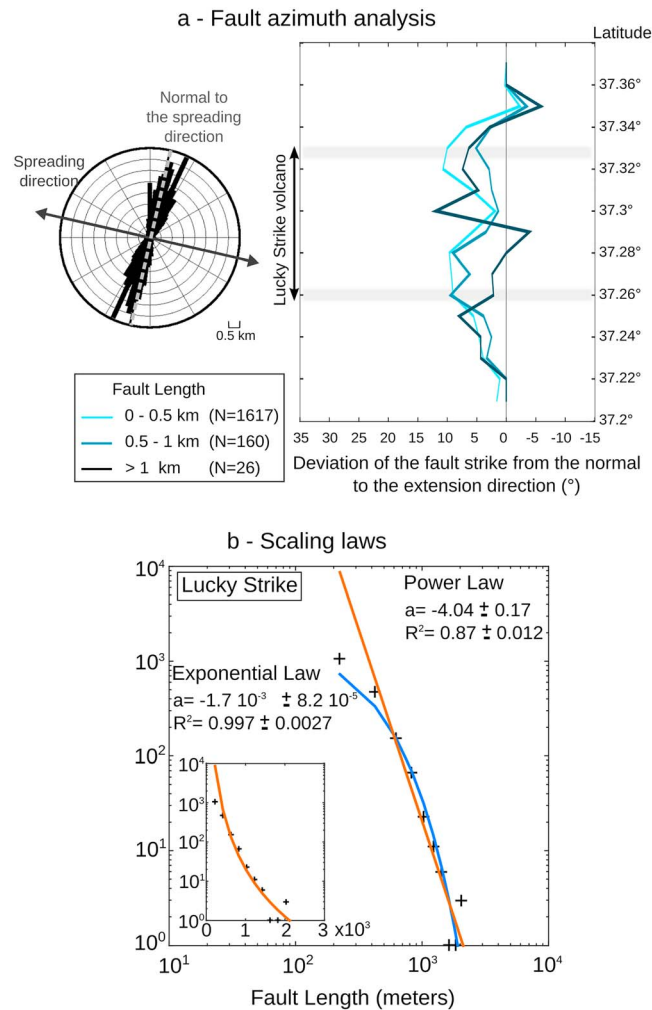 a - Fault azimuth analysis
Latitude
Normal to
the spreading
direction
Spreading
direction
0.5 km
Lucky Strike volcano
37.36°
37.34°
37.32°
37.3°
37.28°
37.26°
37.24°
37.22°
37.2°
35 30 25 20 15 10 5 0 -5 -10 -15
Deviation of the fault strike from the normal
to the extension direction (°)
Fault Length
0 - 0.5 km (N=1617)
0.5 - 1 km (N=160)
> 1 km (N=26)
b - Scaling laws
Lucky Strike
Power Law
a= -4.04 ± 0.17
R²= 0.87 ± 0.012
Exponential Law
a= -1.7 10⁻³ ± 8.2 10⁻⁵
R²= 0.997 ± 0.0027
10⁴
10³
10²
10¹
10⁰
10⁴
10³
10²
10¹
10⁰
0 1 2 3 x10³
10¹ 10² 10³ 10⁴
Fault Length (meters)